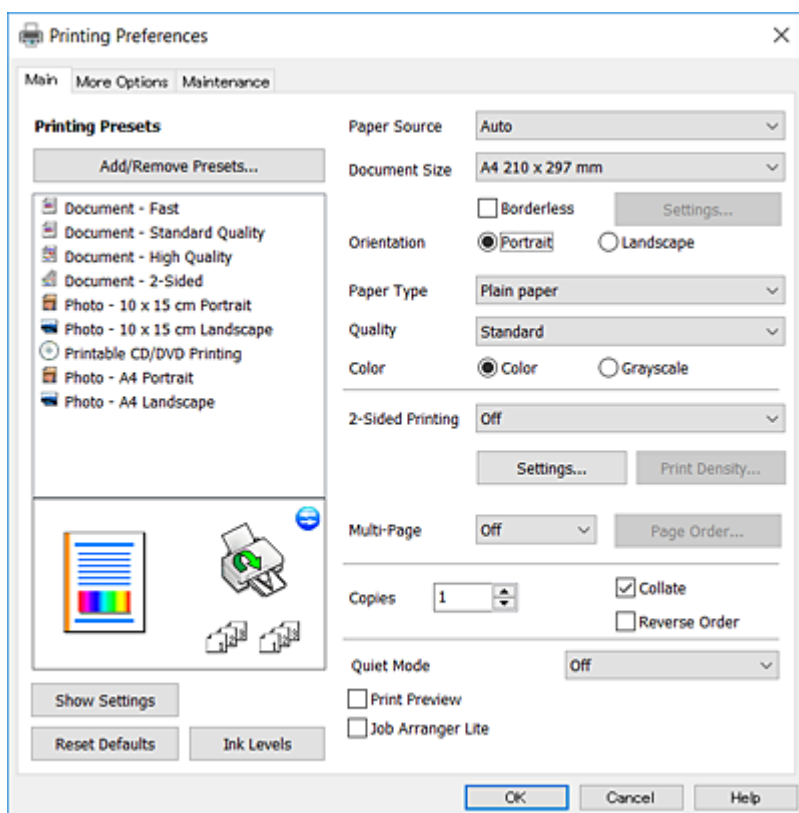 Printing Preferences
Main More Options Maintenance
Printing Presets
Add/Remove Presets...
Document - Fast
Document - Standard Quality
Document - High Quality
Document - 2-Sided
Photo - 10 x 15 cm Portrait
Photo - 10 x 15 cm Landscape
Printable CD/DVD Printing
Photo - A4 Portrait
Photo - A4 Landscape
Show Settings
Reset Defaults Ink Levels
Paper Source Auto
Document Size A4 210 x 297 mm
Borderless Settings...
Orientation Portrait Landscape
Paper Type Plain paper
Quality Standard
Color Color Grayscale
2-Sided Printing Off
Settings... Print Density...
Multi-Page Off Page Order...
Copies 1 Collate
Reverse Order
Quiet Mode Off
Print Preview
Job Arranger Lite
OK Cancel Help